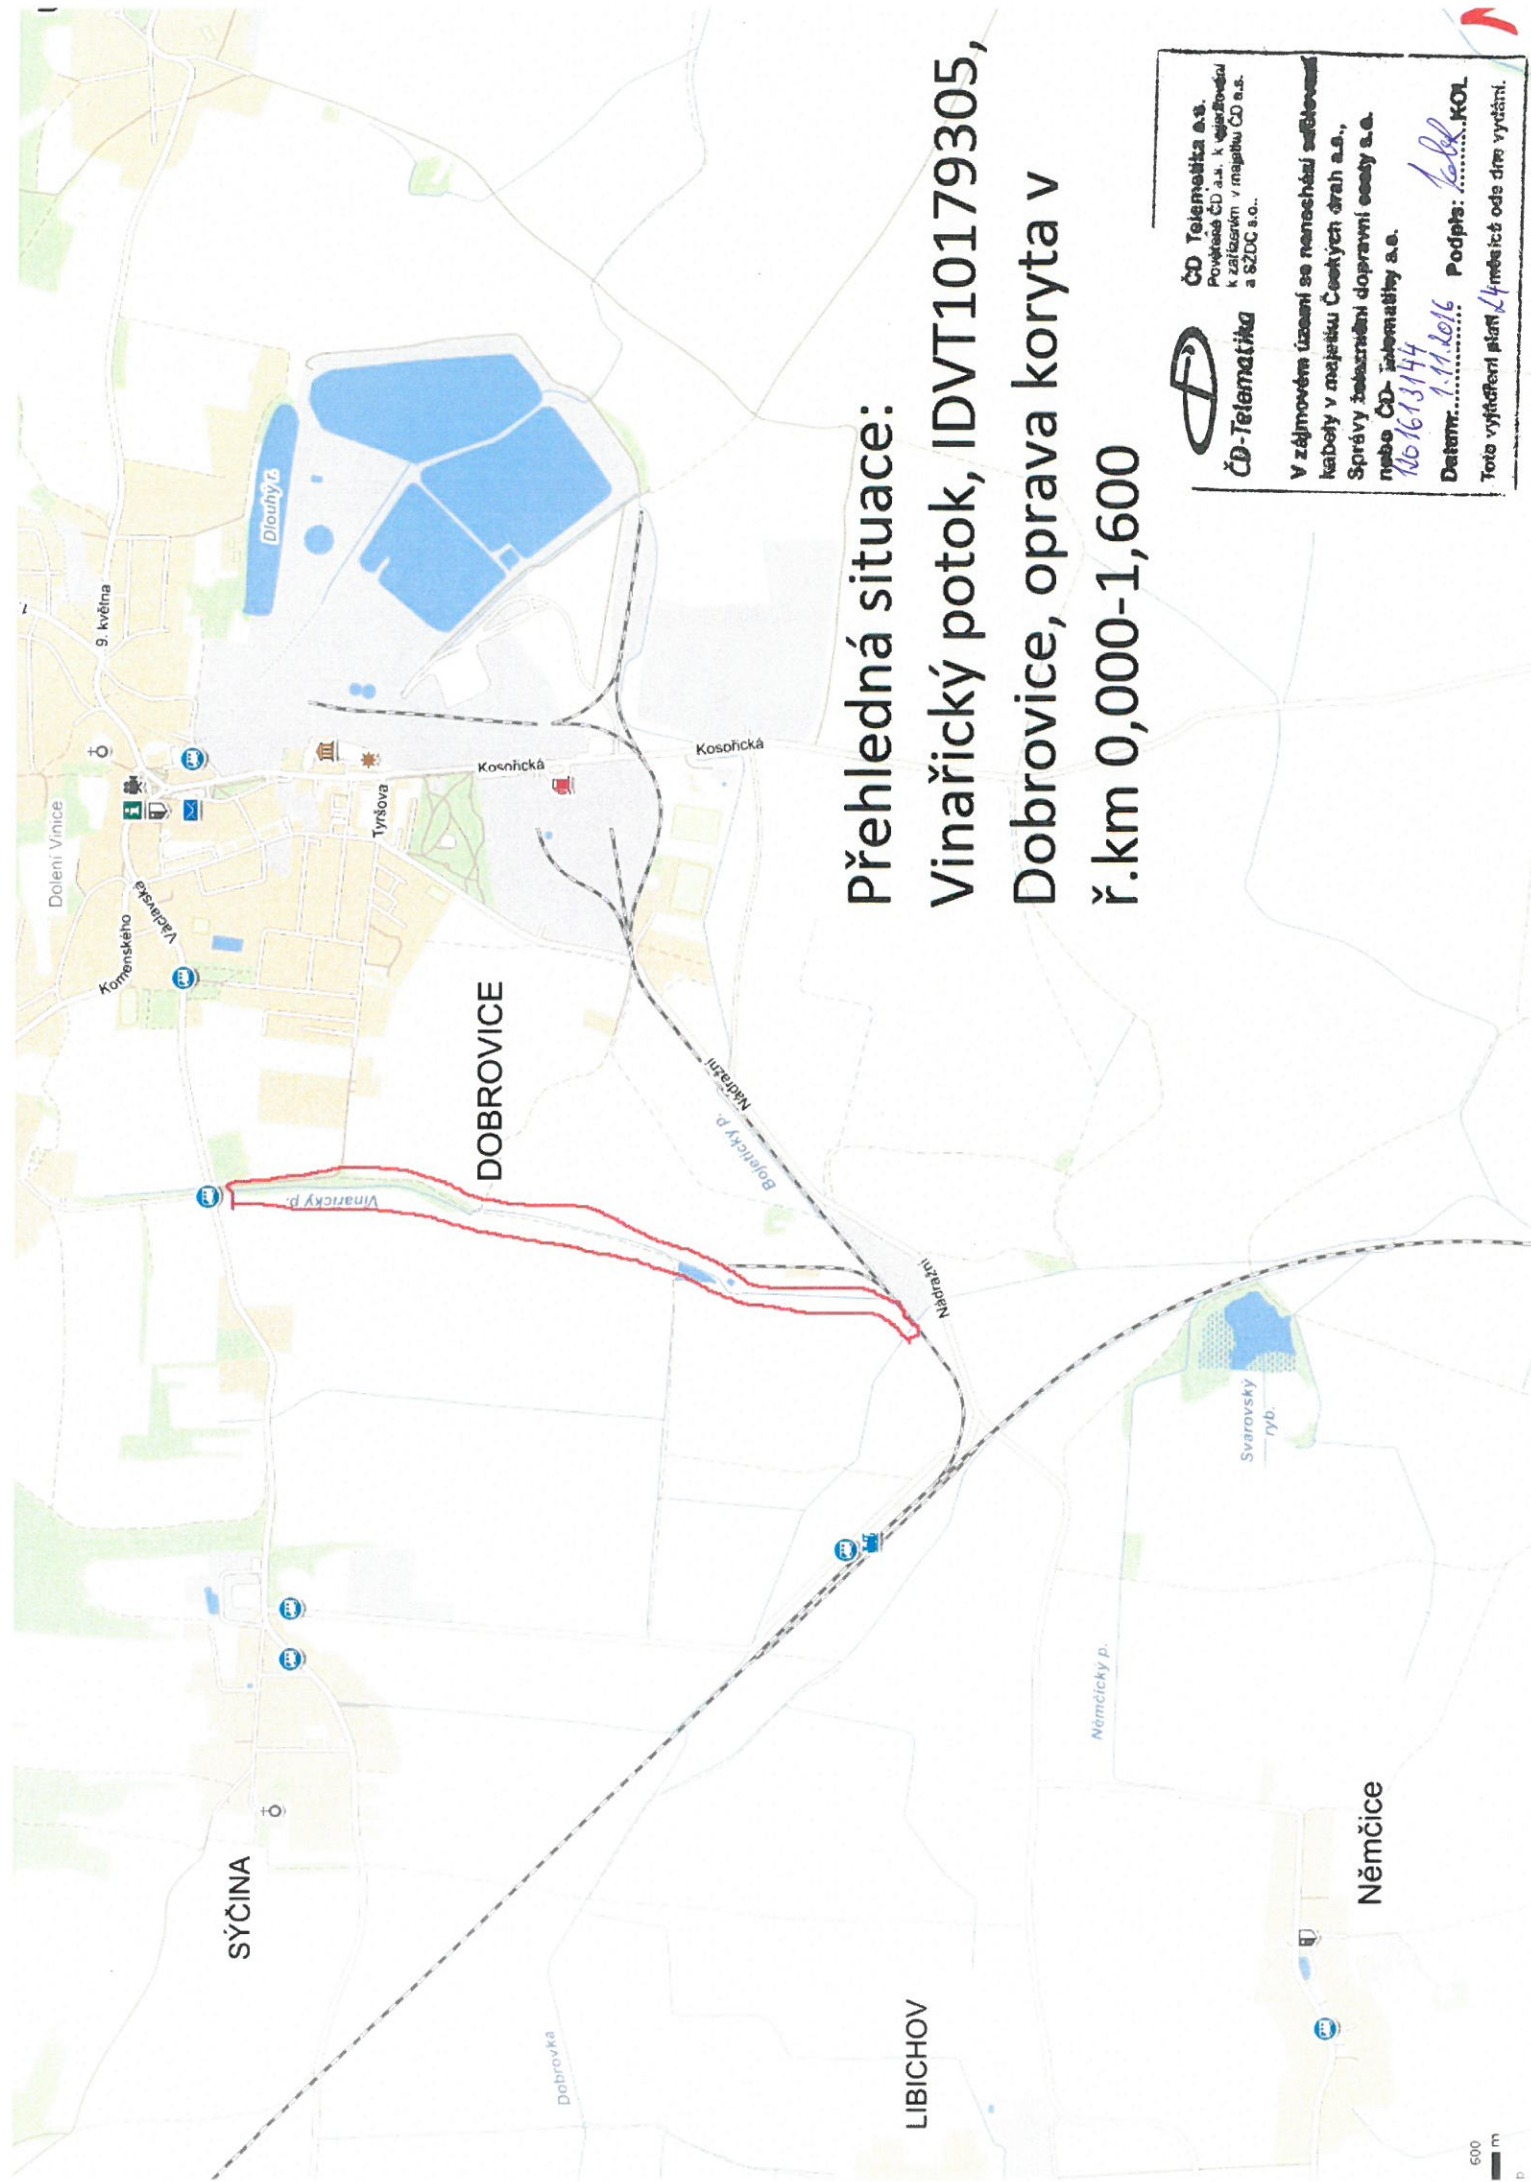 Přehledná situace:
Vinařický potok, IDVT10179305,
Dobrovice, oprava koryta v
ř.km 0,000-1,600
ČD-Telematika
ČD Telematika a.s.
Pověřené ČD a.s. k vyjadřování
k zařízením v majetku ČD a.s.
a SŽDC s.o..
V zájmovém území se nenachází sdělovací
kabely v majetku Českých drah a.s.,
Správy železniční dopravní cesty s.o.
nebo ČD- Telematiky a.s.
1201613144
Datum:.......1.11.2016 Podpis: ..........KOL
Toto vyjádření platí 24 měsíců ode dne vydání.
SÝČINA
DOBROVICE
LIBICHOV
Němčice
Dolení Vinice
Komenského
Václavská
9. května
Dlouhý r.
Tyršova
Kosořická
Kosořická
Vinařický p.
Bojetický p.
Nádražní
Nádražní
Svárovský
ryb.
Němčický p.
Dobrovka
600
m